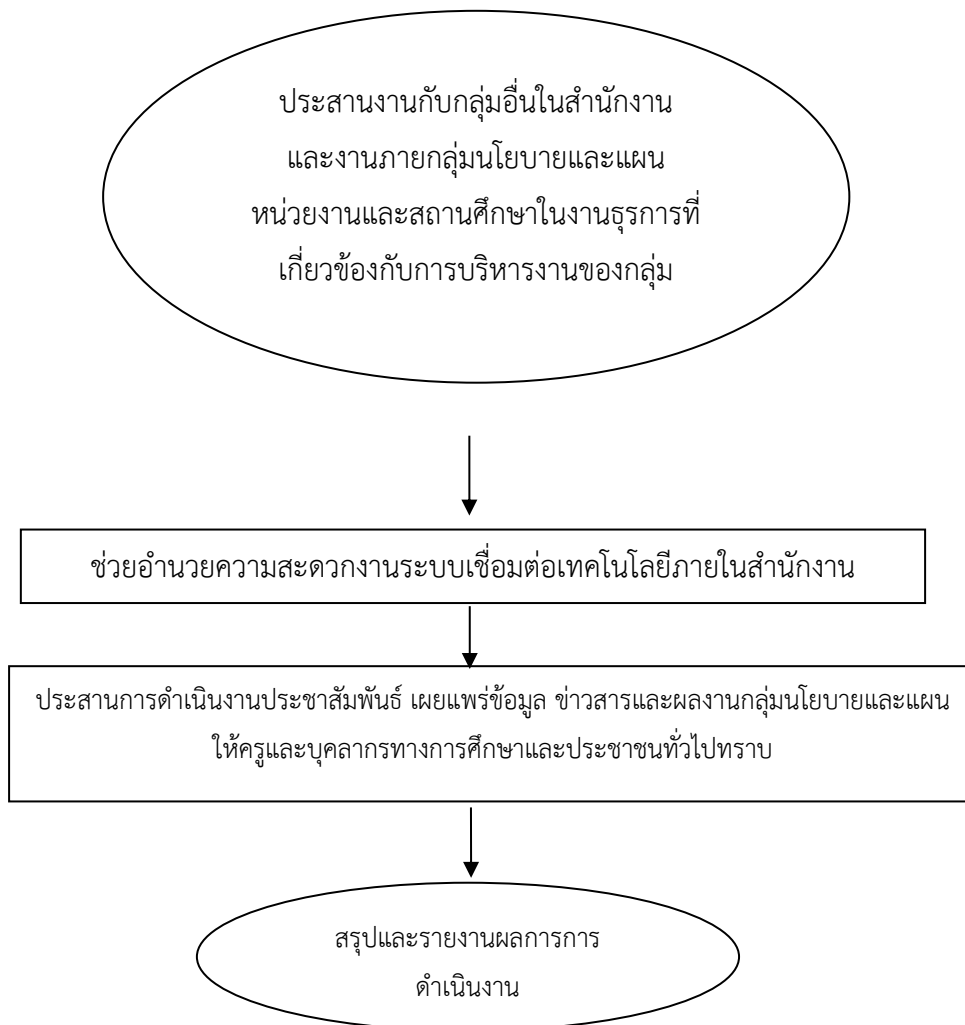 ประสานงานกับกลุ่มอื่นในสำนักงาน
และงานภายกลุ่มนโยบายและแผน
หน่วยงานและสถานศึกษาในงานธุรการที่
เกี่ยวข้องกับการบริหารงานของกลุ่ม
ช่วยอำนวยความสะดวกงานระบบเชื่อมต่อเทคโนโลยีภายในสำนักงาน
ประสานการดำเนินงานประชาสัมพันธ์ เผยแพร่ข้อมูล ข่าวสารและผลงานกลุ่มนโยบายและแผน
ให้ครูและบุคลากรทางการศึกษาและประชาชนทั่วไปทราบ
สรุปและรายงานผลการการ
ดำเนินงาน